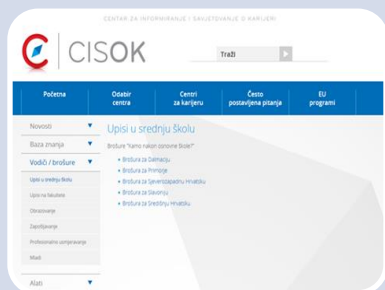 CENTAR ZA INFORMIRANJE I SAVJETOVANJE O KARIJERI
CISOK
Traži
Početna
Odabir centra
Centri za karijeru
Često postavljena pitanja
EU programi
Novosti
Baza znanja
Vodiči / brošure
Upisi u srednju školu
Upisi na fakultete
Obrazovanje
Zapošljavanje
Profesionalno usmjeravanje
Mladi
Alati
Upisi u srednju školu
Brošure "Kamo nakon osnovne škole?"
Brošura za Dalmaciju
Brošura za Primorje
Brošura za Sjeverozapadnu Hrvatsku
Brošura za Slavoniju
Brošura za Središnju Hrvatsku